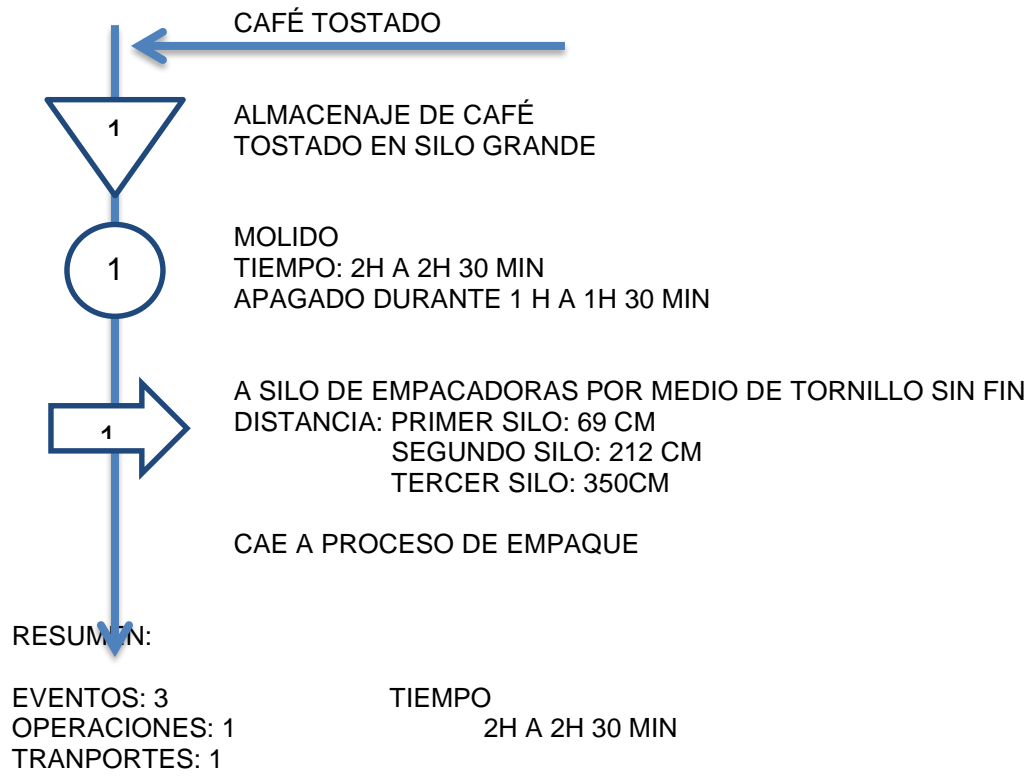 CAFÉ TOSTADO
1
ALMACENAJE DE CAFÉ
TOSTADO EN SILO GRANDE
1
MOLIDO
TIEMPO: 2H A 2H 30 MIN
APAGADO DURANTE 1 H A 1H 30 MIN
1
A SILO DE EMPACADORAS POR MEDIO DE TORNILLO SIN FIN
DISTANCIA: PRIMER SILO: 69 CM
SEGUNDO SILO: 212 CM
TERCER SILO: 350CM
CAE A PROCESO DE EMPAQUE
RESUMEN:
EVENTOS: 3 TIEMPO
OPERACIONES: 1 2H A 2H 30 MIN
TRANPORTES: 1